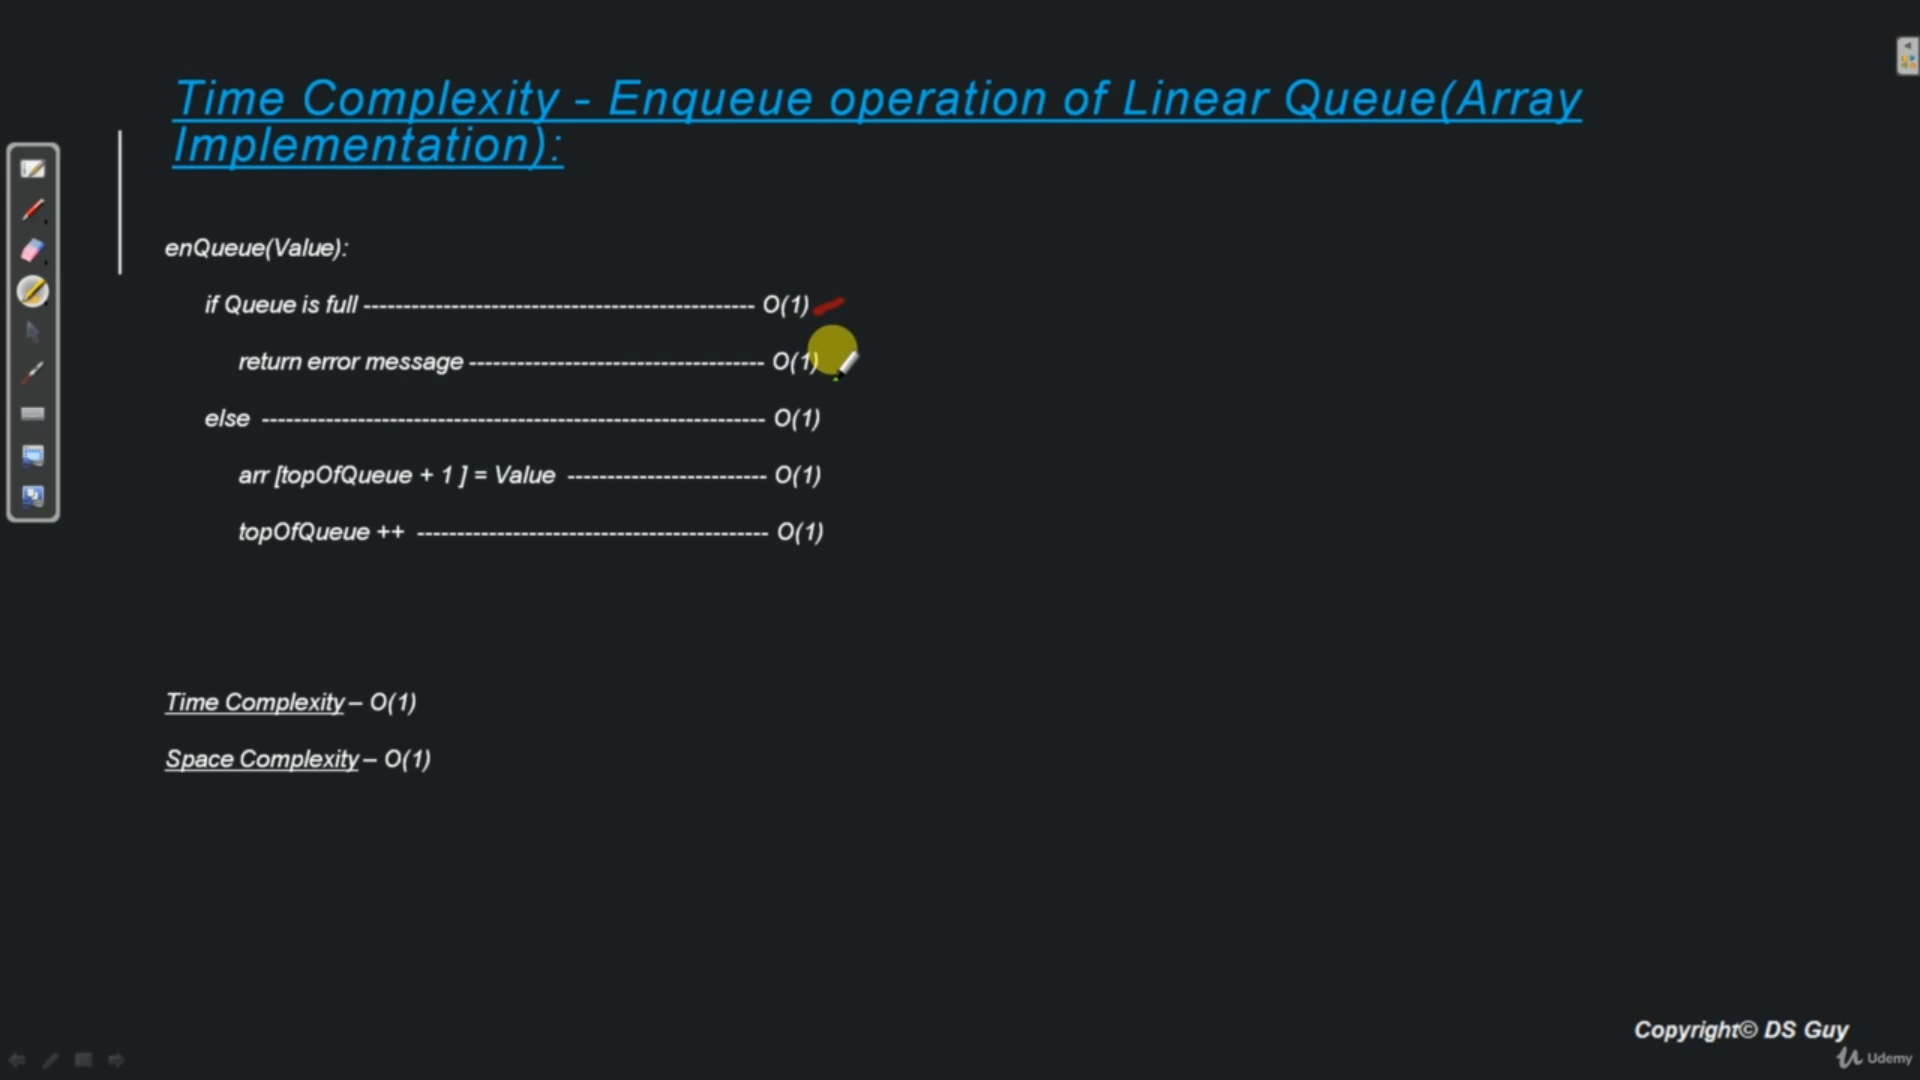 Time Complexity - Enqueue operation of Linear Queue(Array
Implementation):
enQueue(Value):
if Queue is full ------------------------------------------------- O(1)
return error message ------------------------------------- O(1)
else --------------------------------------------------------------- O(1)
arr [topOfQueue + 1 ] = Value ------------------------- O(1)
topOfQueue ++ -------------------------------------------- O(1)
Time Complexity – O(1)
Space Complexity – O(1)
Copyright© DS Guy
Udemy